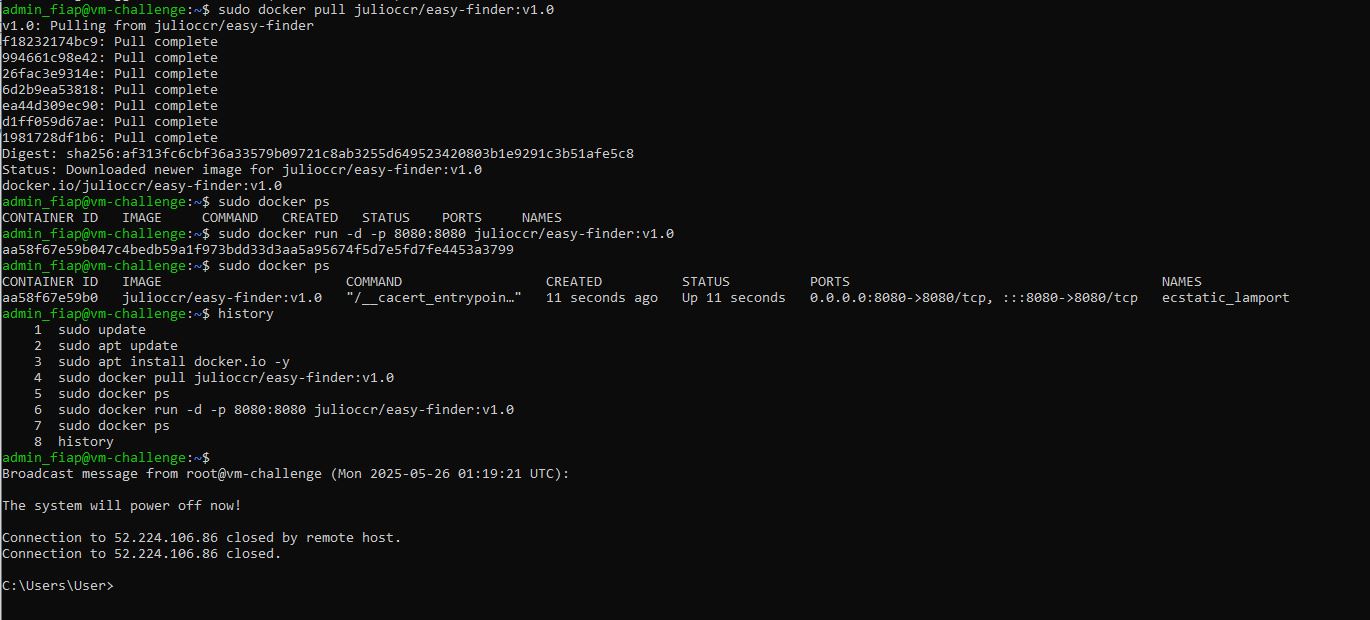 admin_fiap@vm-challenge:~$ sudo docker pull julioccr/easy-finder:v1.0
v1.0: Pulling from julioccr/easy-finder
f18232174bc9: Pull complete
994661c98e42: Pull complete
26fac3e9314e: Pull complete
6d2b9ea53818: Pull complete
ea44d309ec90: Pull complete
d1ff059d67ae: Pull complete
1981728df1b6: Pull complete
Digest: sha256:af313fc6cbf36a33579b09721c8ab3255d649523420803b1e9291c3b51afe5c8
Status: Downloaded newer image for julioccr/easy-finder:v1.0
docker.io/julioccr/easy-finder:v1.0
admin_fiap@vm-challenge:~$ sudo docker ps
CONTAINER ID   IMAGE     COMMAND   CREATED   STATUS    PORTS     NAMES
admin_fiap@vm-challenge:~$ sudo docker run -d -p 8080:8080 julioccr/easy-finder:v1.0
aa58f67e59b047c4bedb59a1f973bdd33d3aa5a95674f5d7e5fd7fe4453a3799
admin_fiap@vm-challenge:~$ sudo docker ps
CONTAINER ID   IMAGE                       COMMAND                  CREATED          STATUS          PORTS                                       NAMES
aa58f67e59b0   julioccr/easy-finder:v1.0   "/__cacert_entrypoin…"   11 seconds ago   Up 11 seconds   0.0.0.0:8080->8080/tcp, :::8080->8080/tcp   ecstatic_lamport
admin_fiap@vm-challenge:~$ history
    1  sudo update
    2  sudo apt update
    3  sudo apt install docker.io -y
    4  sudo docker pull julioccr/easy-finder:v1.0
    5  sudo docker ps
    6  sudo docker run -d -p 8080:8080 julioccr/easy-finder:v1.0
    7  sudo docker ps
    8  history
admin_fiap@vm-challenge:~$
Broadcast message from root@vm-challenge (Mon 2025-05-26 01:19:21 UTC):
The system will power off now!
Connection to 52.224.106.86 closed by remote host.
Connection to 52.224.106.86 closed.
C:\Users\User>